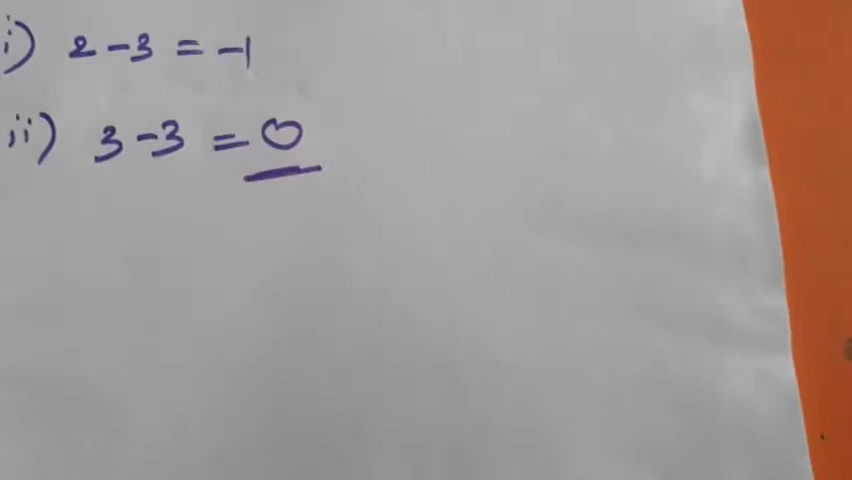 i) 2 - 3 = -1
ii) 3 - 3 = 0